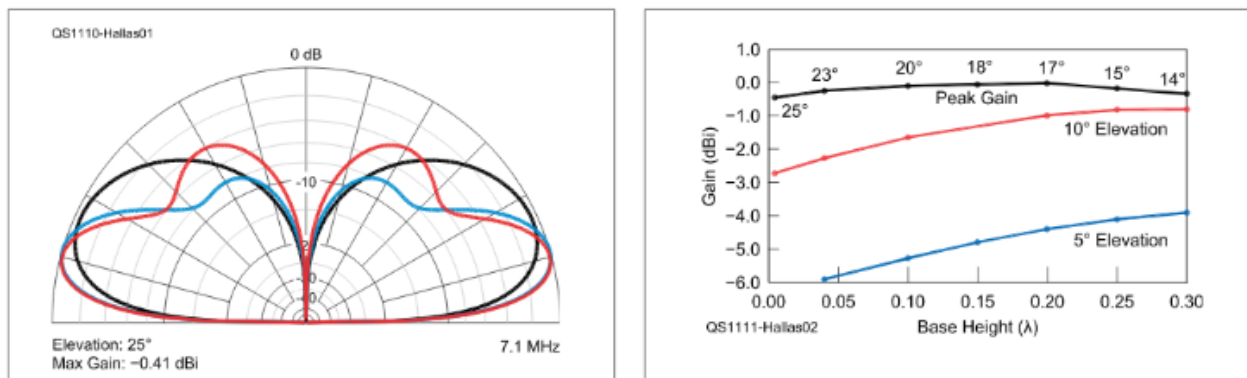 QS1110-Hallas01
0 dB
-10
Elevation: 25°
Max Gain: −0.41 dBi
7.1 MHz
1.0
0.0
−1.0
−2.0
−3.0
−4.0
−5.0
−6.0
Gain (dBi)
25°
23°
20°
18°
17°
15°
14°
Peak Gain
10° Elevation
5° Elevation
0.00
0.05
0.10
0.15
0.20
0.25
0.30
Base Height (λ)
QS1111-Hallas02